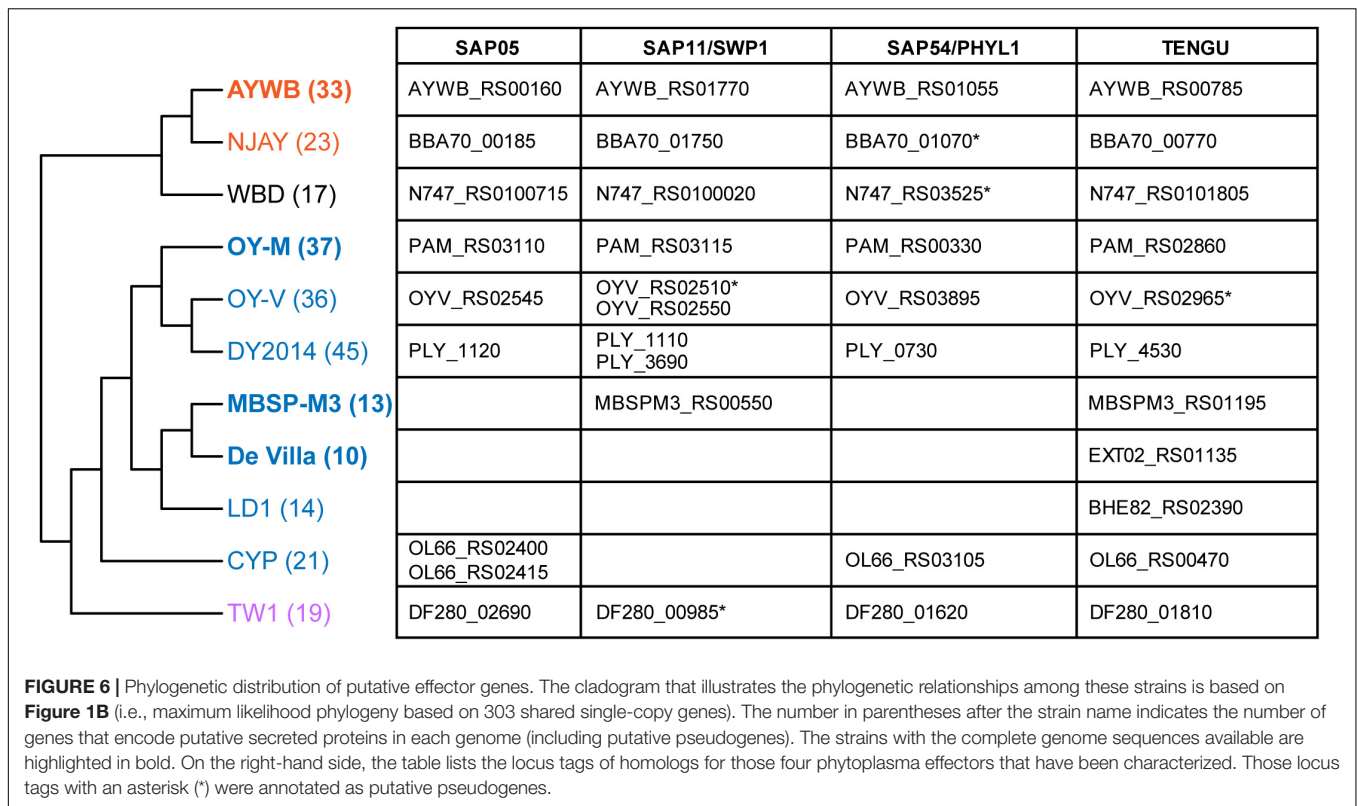 SAP05 SAP11/SWP1 SAP54/PHYL1 TENGU
AYWB (33) AYWB_RS00160 AYWB_RS01770 AYWB_RS01055 AYWB_RS00785
NJAY (23) BBA70_00185 BBA70_01750 BBA70_01070* BBA70_00770
WBD (17) N747_RS0100715 N747_RS0100020 N747_RS03525* N747_RS0101805
OY-M (37) PAM_RS03110 PAM_RS03115 PAM_RS00330 PAM_RS02860
OY-V (36) OYV_RS02545 OYV_RS02510* OYV_RS03895 OYV_RS02965*
OYV_RS02550
DY2014 (45) PLY_1120 PLY_1110 PLY_0730 PLY_4530
PLY_3690
MBSP-M3 (13) MBSPM3_RS00550 MBSPM3_RS01195
De Villa (10) EXT02_RS01135
LD1 (14) BHE82_RS02390
CYP (21) OL66_RS02400 OL66_RS03105 OL66_RS00470
OL66_RS02415
TW1 (19) DF280_02690 DF280_00985* DF280_01620 DF280_01810
FIGURE 6 | Phylogenetic distribution of putative effector genes. The cladogram that illustrates the phylogenetic relationships among these strains is based on
Figure 1B (i.e., maximum likelihood phylogeny based on 303 shared single-copy genes). The number in parentheses after the strain name indicates the number of
genes that encode putative secreted proteins in each genome (including putative pseudogenes). The strains with the complete genome sequences available are
highlighted in bold. On the right-hand side, the table lists the locus tags of homologs for those four phytoplasma effectors that have been characterized. Those locus
tags with an asterisk (*) were annotated as putative pseudogenes.